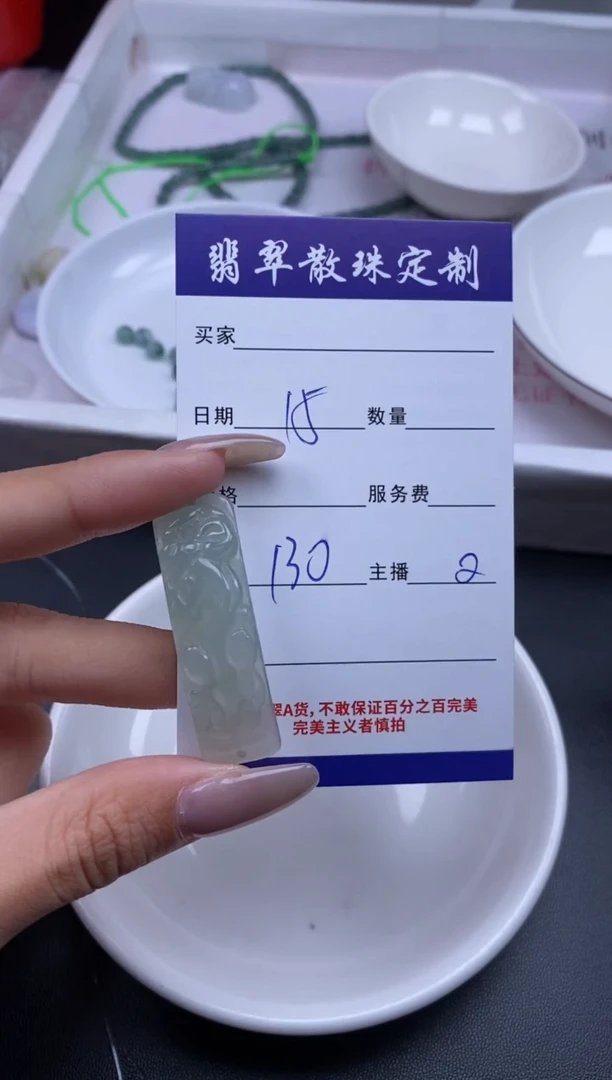 翡翠散珠定制
买家
日期 15 数量
格 服务费
130 主播 2
翠A货,不敢保证百分之百完美
完美主义者慎拍